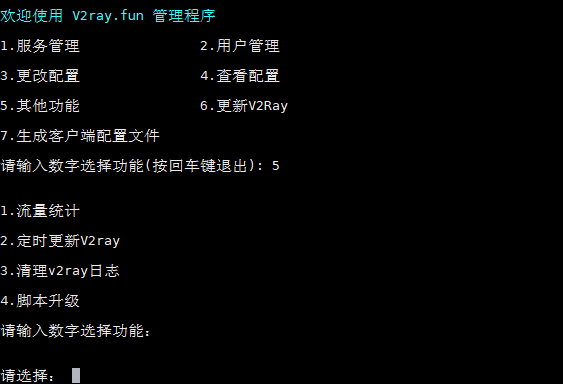 欢迎使用 V2ray.fun 管理程序
1.服务管理 2.用户管理
3.更改配置 4.查看配置
5.其他功能 6.更新V2Ray
7.生成客户端配置文件
请输入数字选择功能(按回车键退出): 5
1.流量统计
2.定时更新V2ray
3.清理v2ray日志
4.脚本升级
请输入数字选择功能：
请选择：